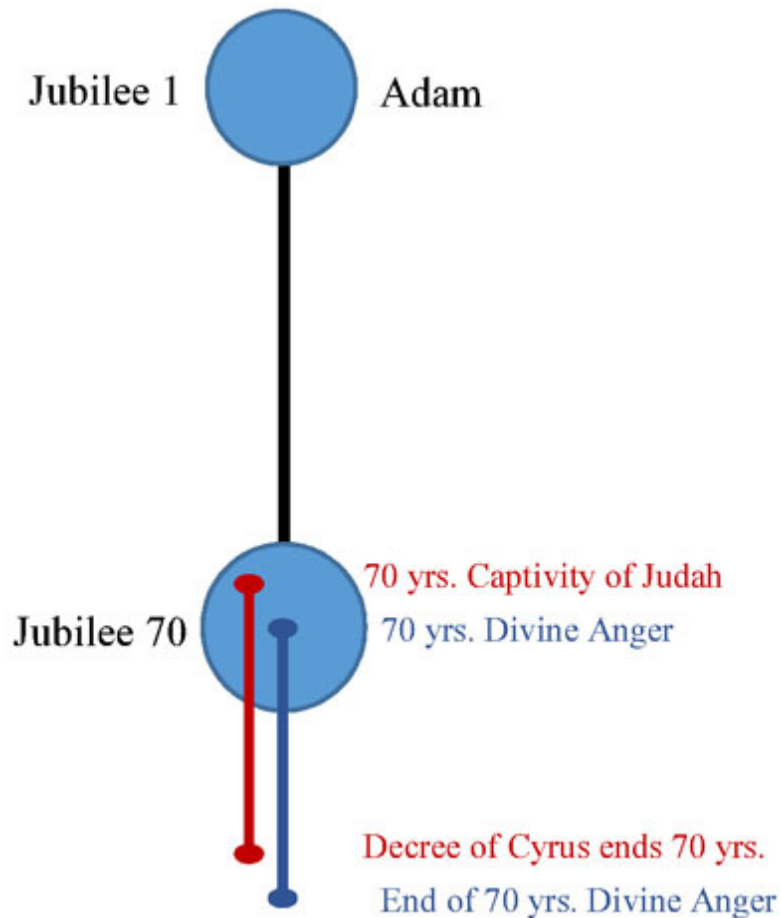 Jubilee 1
Adam
70 yrs. Captivity of Judah
Jubilee 70
70 yrs. Divine Anger
Decree of Cyrus ends 70 yrs.
End of 70 yrs. Divine Anger